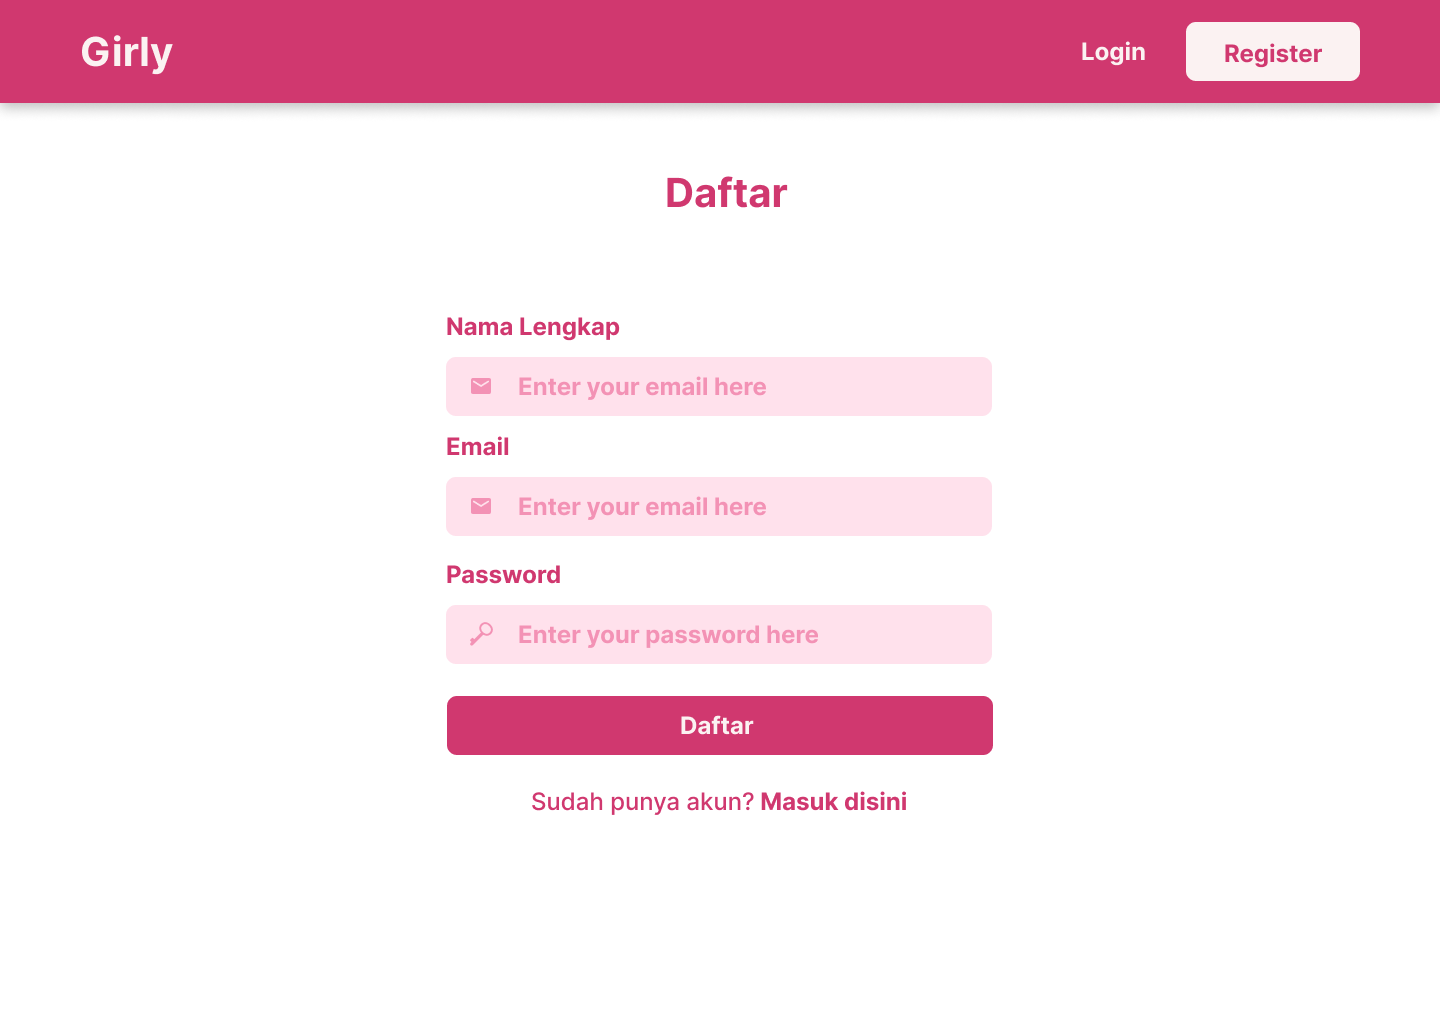 Girly
Login
Register
Daftar
Nama Lengkap
Enter your email here
Email
Enter your email here
Password
Enter your password here
Daftar
Sudah punya akun? Masuk disini